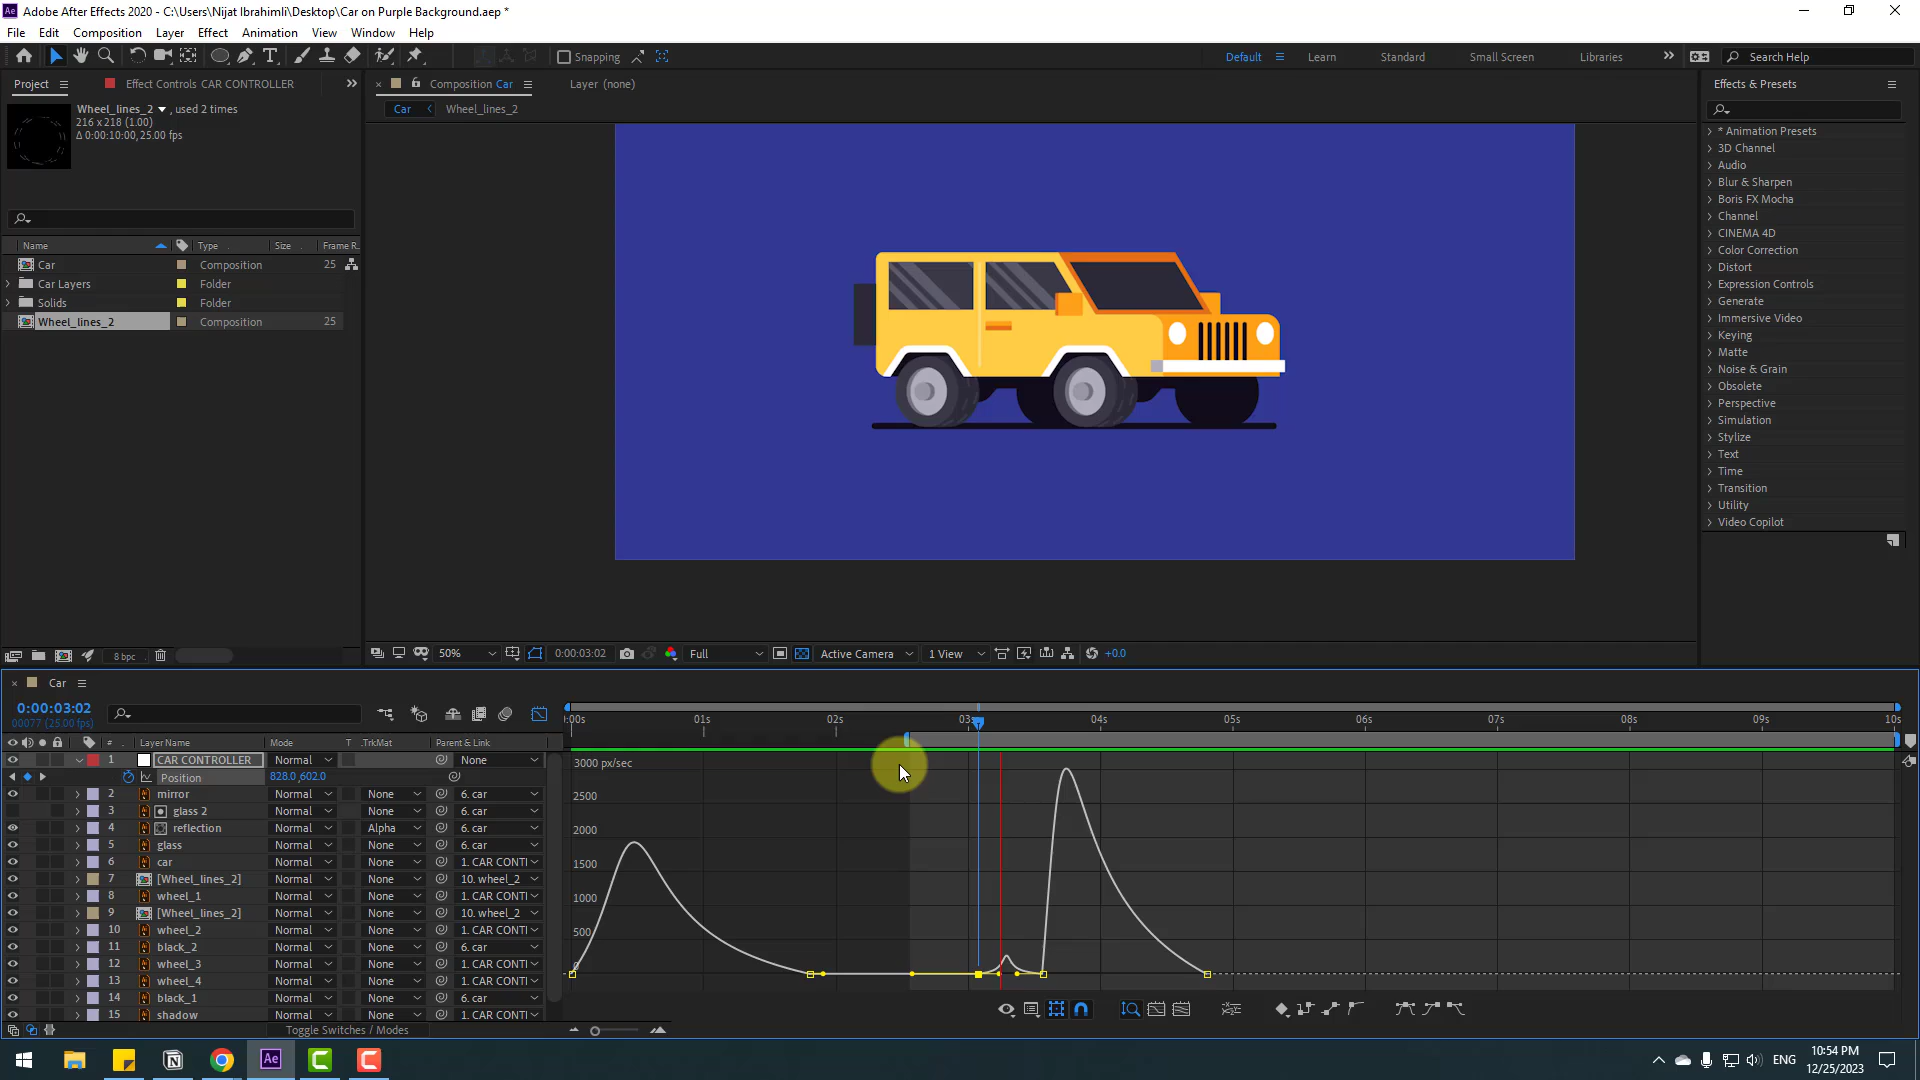 Adobe After Effects 2020 - C:\Users\Nijat Ibrahimli\Desktop\Car on Purple Background.aep *
File Edit Composition Layer Effect Animation View Window Help
Snapping
Default Learn Standard Small Screen Libraries Search Help
Project Effect Controls CAR CONTROLLER
Composition Car Layer (none)
Effects & Presets
Car Wheel_lines_2
Wheel_lines_2 , used 2 times
216 x 218 (1.00)
Δ 0:00:10:00, 25.00 fps
Name Type Size Frame R..
Car Composition 25
Car Layers Folder
Solids Folder
Wheel_lines_2 Composition 25
* Animation Presets
3D Channel
Audio
Blur & Sharpen
Boris FX Mocha
Channel
CINEMA 4D
Color Correction
Distort
Expression Controls
Generate
Immersive Video
Keying
Matte
Noise & Grain
Obsolete
Perspective
Simulation
Stylize
Text
Time
Transition
Utility
Video Copilot
8 bpc
50% 0:00:03:02 Full Active Camera 1 View +0.0
Car
0:00:03:02
00077 (25.00 fps)
:00s 01s 02s 03s 04s 05s 06s 07s 08s 09s 10s
# Layer Name Mode T .TrkMat Parent & Link
1 CAR CONTROLLER Normal None
Position 828.0,602.0
2 mirror Normal None 6. car
3 glass 2 Normal None 6. car
4 reflection Normal Alpha 6. car
5 glass Normal None 6. car
6 car Normal None 1. CAR CONTI
7 [Wheel_lines_2] Normal None 10. wheel_2
8 wheel_1 Normal None 1. CAR CONTI
9 [Wheel_lines_2] Normal None 10. wheel_2
10 wheel_2 Normal None 1. CAR CONTI
11 black_2 Normal None 6. car
12 wheel_3 Normal None 1. CAR CONTI
13 wheel_4 Normal None 1. CAR CONTI
14 black_1 Normal None 6. car
15 shadow Normal None 1. CAR CONTI
3000 px/sec
2500
2000
1500
1000
500
0
Toggle Switches / Modes
ENG
10:54 PM
12/25/2023